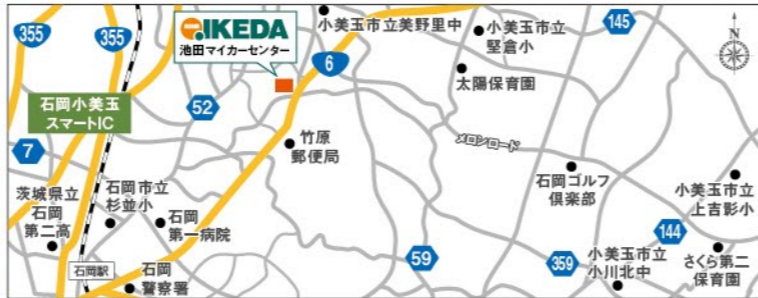 355
355
IKEDA
池田マイカーセンター
小美玉市立美野里中
小美玉市立
堅倉小
145
N
6
太陽保育園
石岡小美玉
スマートIC
52
7
竹原
郵便局
メロンロード
石岡ゴルフ
倶楽部
小美玉市立
上吉影小
茨城県立
石岡
第二高
石岡市立
杉並小
石岡
第一病院
石岡駅
石岡
警察署
59
359
小美玉市立
小川北中
144
さくら第二
保育園